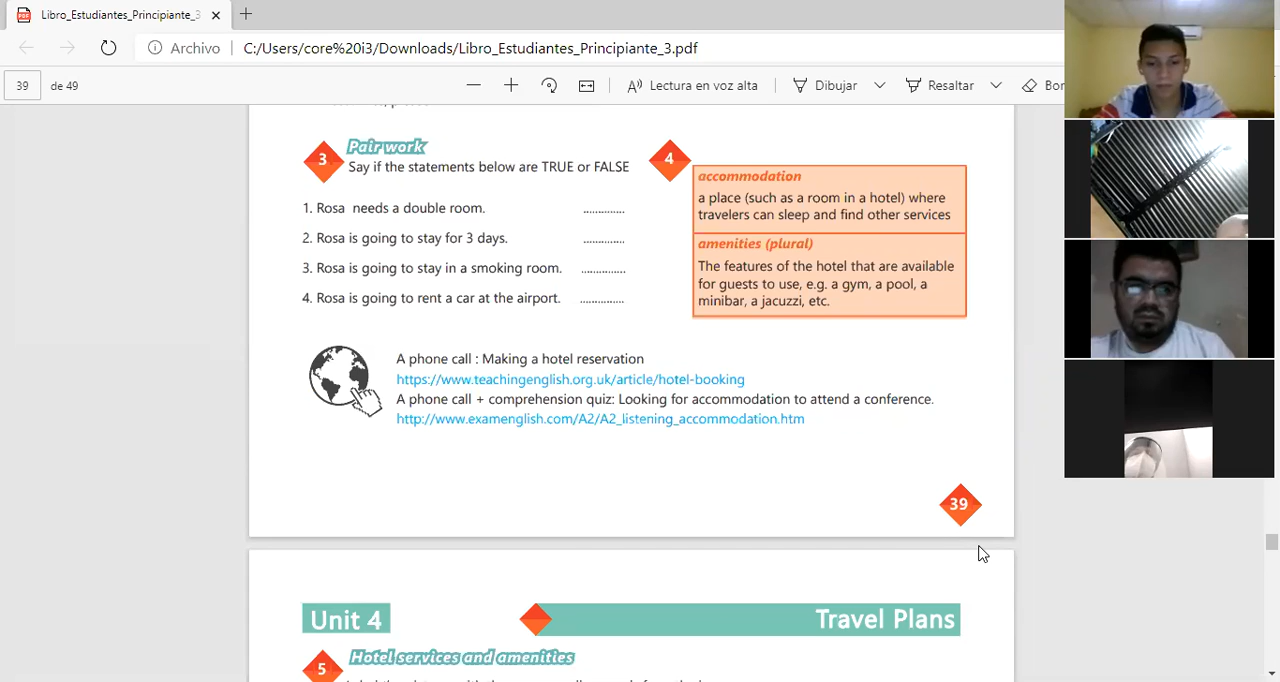 Libro_Estudiantes_Principiante_3
Archivo
C:/Users/core%20i3/Downloads/Libro_Estudiantes_Principiante_3.pdf
39 de 49
Lectura en voz alta
Dibujar
Resaltar
3 Pair work
Say if the statements below are TRUE or FALSE
1. Rosa needs a double room. .............
2. Rosa is going to stay for 3 days. .............
3. Rosa is going to stay in a smoking room. ..............
4. Rosa is going to rent a car at the airport. ..............
4
accommodation
a place (such as a room in a hotel) where
travelers can sleep and find other services
amenities (plural)
The features of the hotel that are available
for guests to use, e.g. a gym, a pool, a
minibar, a jacuzzi, etc.
A phone call : Making a hotel reservation
https://www.teachingenglish.org.uk/article/hotel-booking
A phone call + comprehension quiz: Looking for accommodation to attend a conference.
http://www.examenglish.com/A2/A2_listening_accommodation.htm
39
Unit 4
Travel Plans
5 Hotel services and amenities